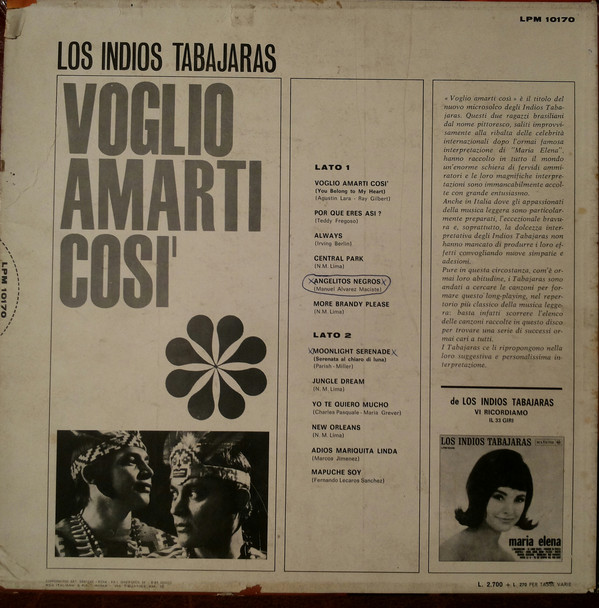 LPM 10170
LOS INDIOS TABAJARAS
VOGLIO
AMARTI
COSI'
LPM 10170
LATO 1
VOGLIO AMARTI COSI'
(You Belong to My Heart)
(Agustin Lara - Ray Gilbert)
POR QUE ERES ASI ?
(Teddy Fregoso)
ALWAYS
(Irving Berlin)
CENTRAL PARK
(N.M. Lima)
XANGELITOS NEGROSX
(Manuel Alvarez Maciste)
MORE BRANDY PLEASE
(N.M. Lima)
LATO 2
XMOONLIGHT SERENADEX
(Serenata al chiaro di luna)
(Parish - Miller)
JUNGLE DREAM
(N. M. Lima)
YO TE QUIERO MUCHO
(Charles Pasquale - Maria Grever)
NEW ORLEANS
(N. M. Lima)
ADIOS MARIQUITA LINDA
(Marcos Jimenez)
MAPUCHE SOY
(Fernando Lecaros Sanchez)
« Voglio amarti così » è il titolo del
nuovo microsolco degli Indios Taba-
jaras. Questi due ragazzi brasiliani
dal nome pittoresco, saliti improvvi-
samente alla ribalta delle celebrità
internazionali dopo l'ormai famosa
interpretazione di "Maria Elena",
hanno raccolto in tutto il mondo
un'enorme schiera di fervidi ammi-
ratori e le loro magnifiche interpre-
tazioni sono immancabilmente accol-
te con grande entusiasmo.
Anche in Italia dove gli appassionati
della musica leggera sono particolar-
mente preparati, l'eccezionale bravu-
ra e, soprattutto, la dolcezza inter-
pretativa degli Indios Tabajaras non
hanno mancato di produrre i loro ef-
fetti convogliando nuove simpatie e
adesioni.
Pure in questa circostanza, com'è or-
mai loro abitudine, i Tabajaras sono
andati a cercare le canzoni per for-
mare questo long-playing, nel reper-
torio più classico della musica legge-
ra: basta infatti scorrere l'elenco
delle canzoni raccolte in questo disco
per trovare una serie di successi or-
mai cari a tutti.
I Tabajaras ce li ripropongono nella
loro suggestiva e personalissima in-
terpretazione.
de LOS INDIOS TABAJARAS
VI RICORDIAMO
IL 33 GIRI
LOS INDIOS TABAJARAS
maria elena
L. 2.700 + L. 270 PER TASSE VARIE